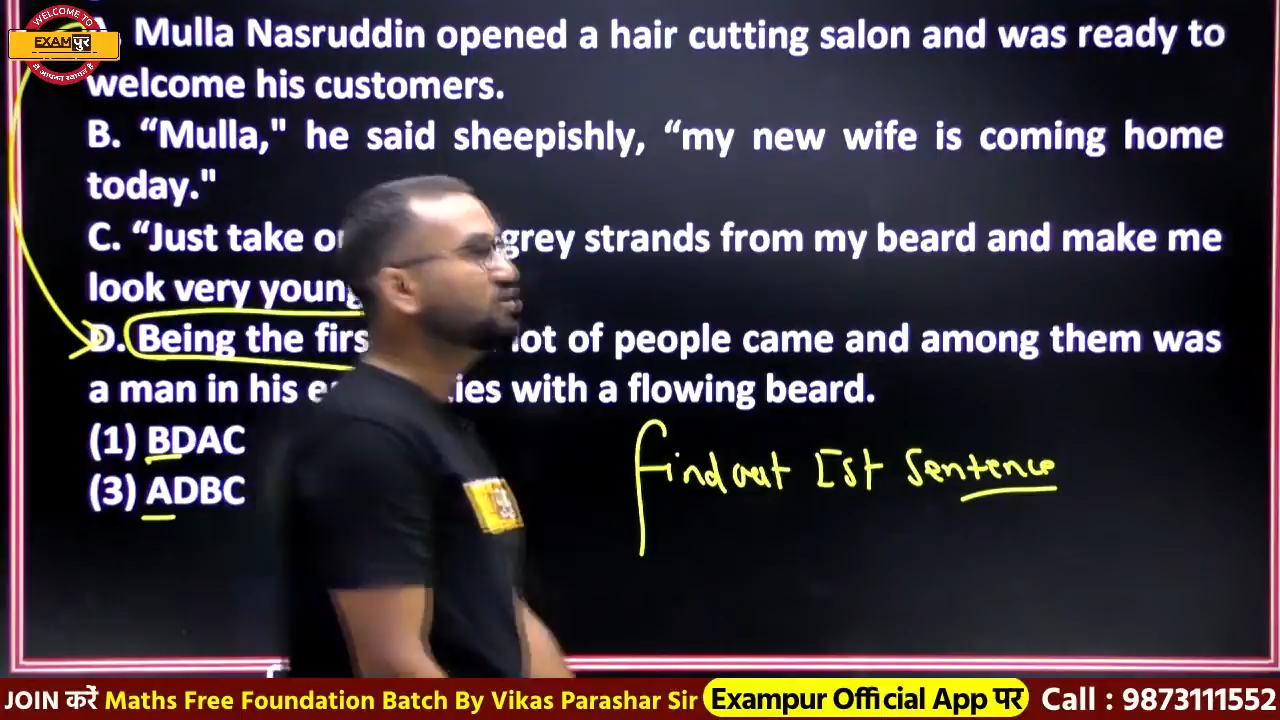 WELCOME TO
EXAMपुर
में आपका स्वागत है
Mulla Nasruddin opened a hair cutting salon and was ready to
welcome his customers.
B. “Mulla," he said sheepishly, “my new wife is coming home
today."
C. “Just take grey strands from my beard and make me
look very young
D. Being the lot of people came and among them was
a man in his with a flowing beard.
(1) BDAC
(3) ADBC
find out Ist Sentence
JOIN करें Maths Free Foundation Batch By Vikas Parashar Sir Exampur Official App पर Call : 9873111552